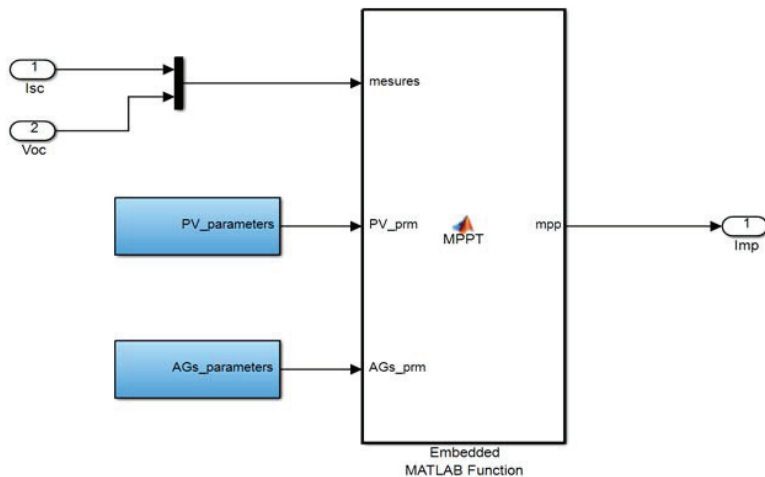 1
Isc
2
Voc
mesures
PV_parameters
PV_prm
MPPT
mpp
1
Imp
AGs_parameters
AGs_prm
Embedded
MATLAB Function